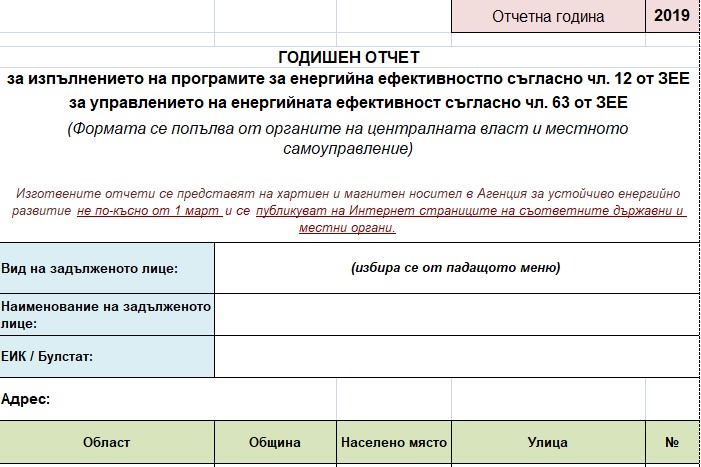 Отчетна година 2019
ГОДИШЕН ОТЧЕТ
за изпълнението на програмите за енергийна ефективностпо съгласно чл. 12 от ЗЕЕ
за управлението на енергийната ефективност съгласно чл. 63 от ЗЕЕ
(Формата се попълва от органите на централната власт и местното
самоуправление)
Изготвените отчети се представят на хартиен и магнитен носител в Агенция за устойчиво енергийно
развитие не по-късно от 1 март и се публикуват на Интернет страниците на съответните държавни и
местни органи.
Вид на задълженото лице: (избира се от падащото меню)
Наименование на задълженото
лице:
ЕИК / Булстат:
Адрес:
Област Община Населено място Улица №